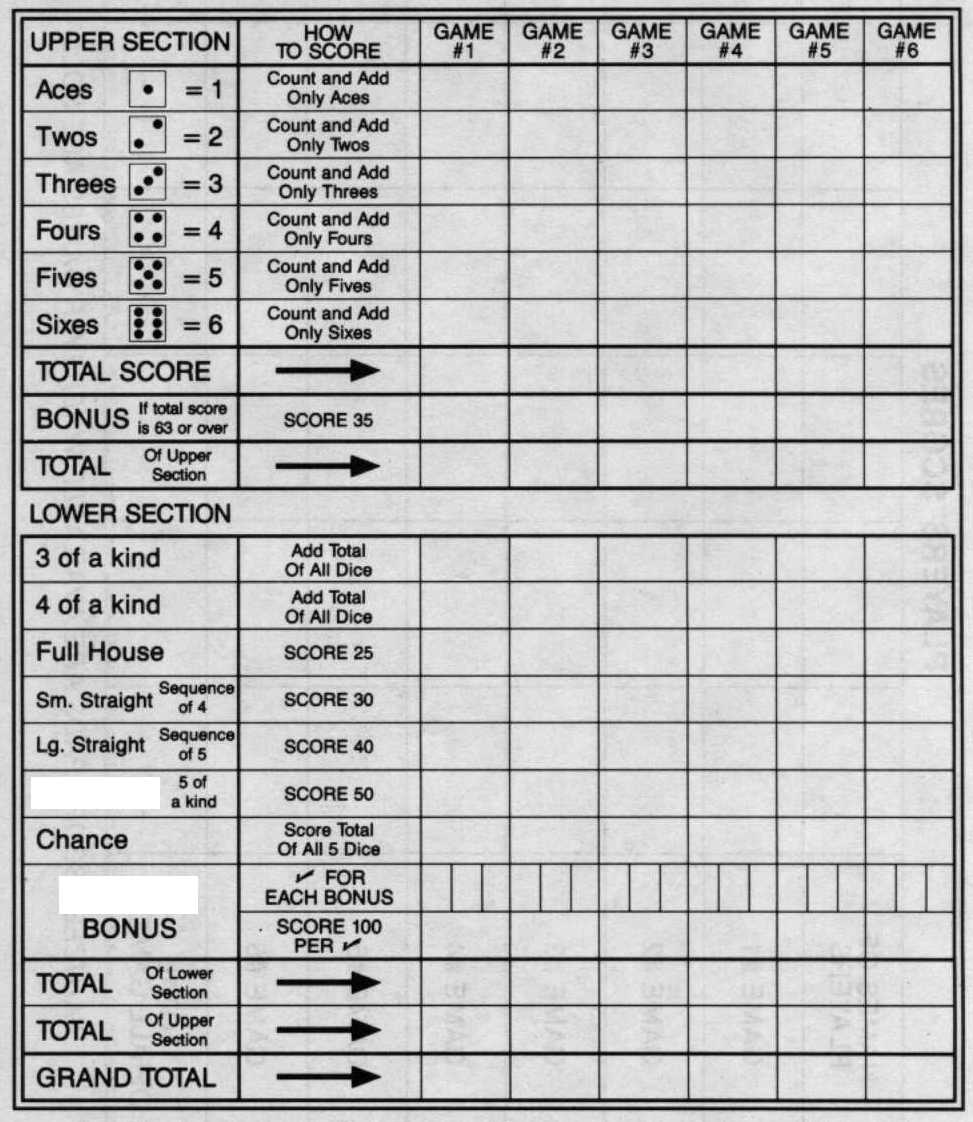 UPPER SECTION HOW TO SCORE GAME #1 GAME #2 GAME #3 GAME #4 GAME #5 GAME #6
Aces = 1 Count and Add Only Aces
Twos = 2 Count and Add Only Twos
Threes = 3 Count and Add Only Threes
Fours = 4 Count and Add Only Fours
Fives = 5 Count and Add Only Fives
Sixes = 6 Count and Add Only Sixes
TOTAL SCORE
BONUS If total score is 63 or over SCORE 35
TOTAL Of Upper Section
LOWER SECTION
3 of a kind Add Total Of All Dice
4 of a kind Add Total Of All Dice
Full House SCORE 25
Sm. Straight Sequence of 4 SCORE 30
Lg. Straight Sequence of 5 SCORE 40
5 of a kind SCORE 50
Chance Score Total Of All 5 Dice
✓ FOR EACH BONUS
BONUS SCORE 100 PER ✓
TOTAL Of Lower Section
TOTAL Of Upper Section
GRAND TOTAL